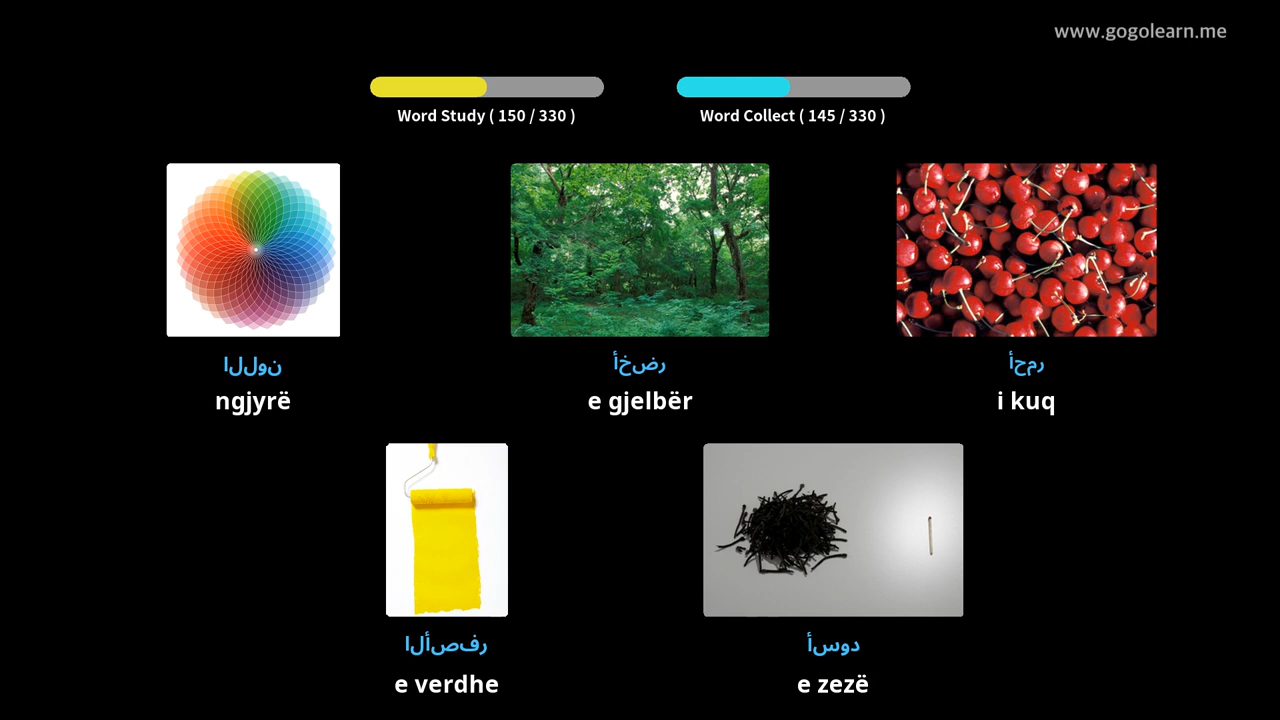 www.gogolearn.me
Word Study ( 150 / 330 )
Word Collect ( 145 / 330 )
اللون
ngjyrë
أخضر
e gjelbër
أحمر
i kuq
الأصفر
e verdhe
أسود
e zezë